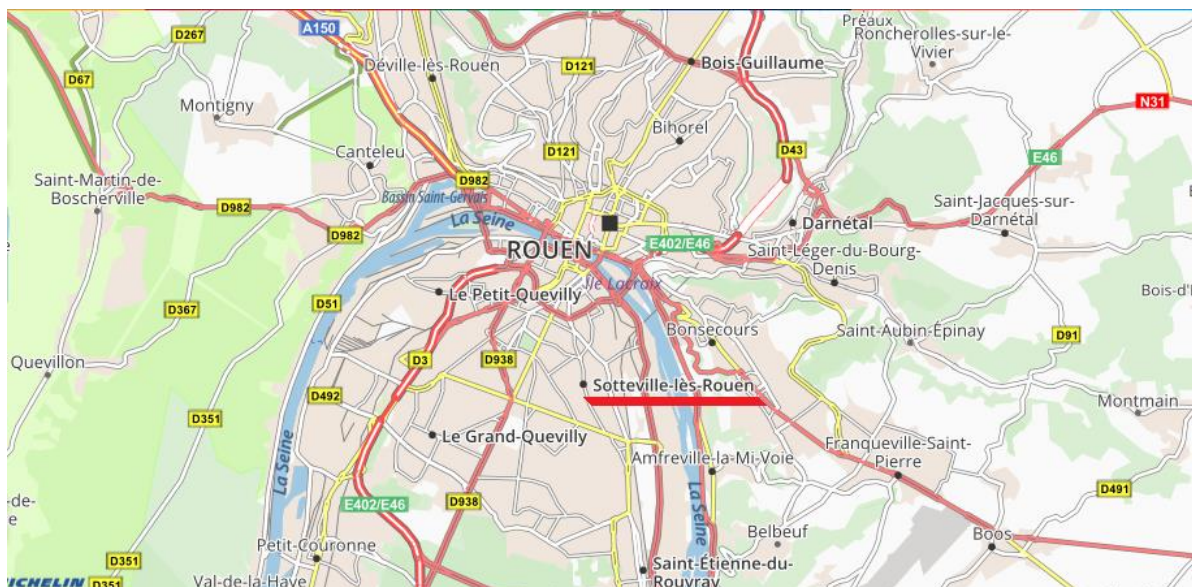 D267
A150
Préaux
Roncherolles-sur-le-
Vivier
D67
Déville-lès-Rouen
D121
Bois-Guillaume
Montigny
N31
Bihorel
D121
D43
Canteleu
E46
Saint-Martin-de-
Boscherville
D982
Bassin Saint-Gervais
D982
La Seine
Saint-Jacques-sur-
Darnétal
Darnétal
D982
ROUEN
E402/E46
Saint-Léger-du-Bourg-
Denis
Île Lacroix
Le Petit-Quevilly
Bois-d'
D51
D367
Bonsecours
Saint-Aubin-Épinay
D91
Quevillon
D3
D938
Sotteville-lès-Rouen
D492
Montmain
D351
Le Grand-Quevilly
Franqueville-Saint-
Pierre
La Seine
Amfreville-la-Mi-Voie
La Seine
D491
-de-
e
E402/E46
D938
Belbeuf
Boos
Petit-Couronne
D351
Saint-Étienne-du-
Rouvray
MICHELIN
D351
Val-de-la-Haye